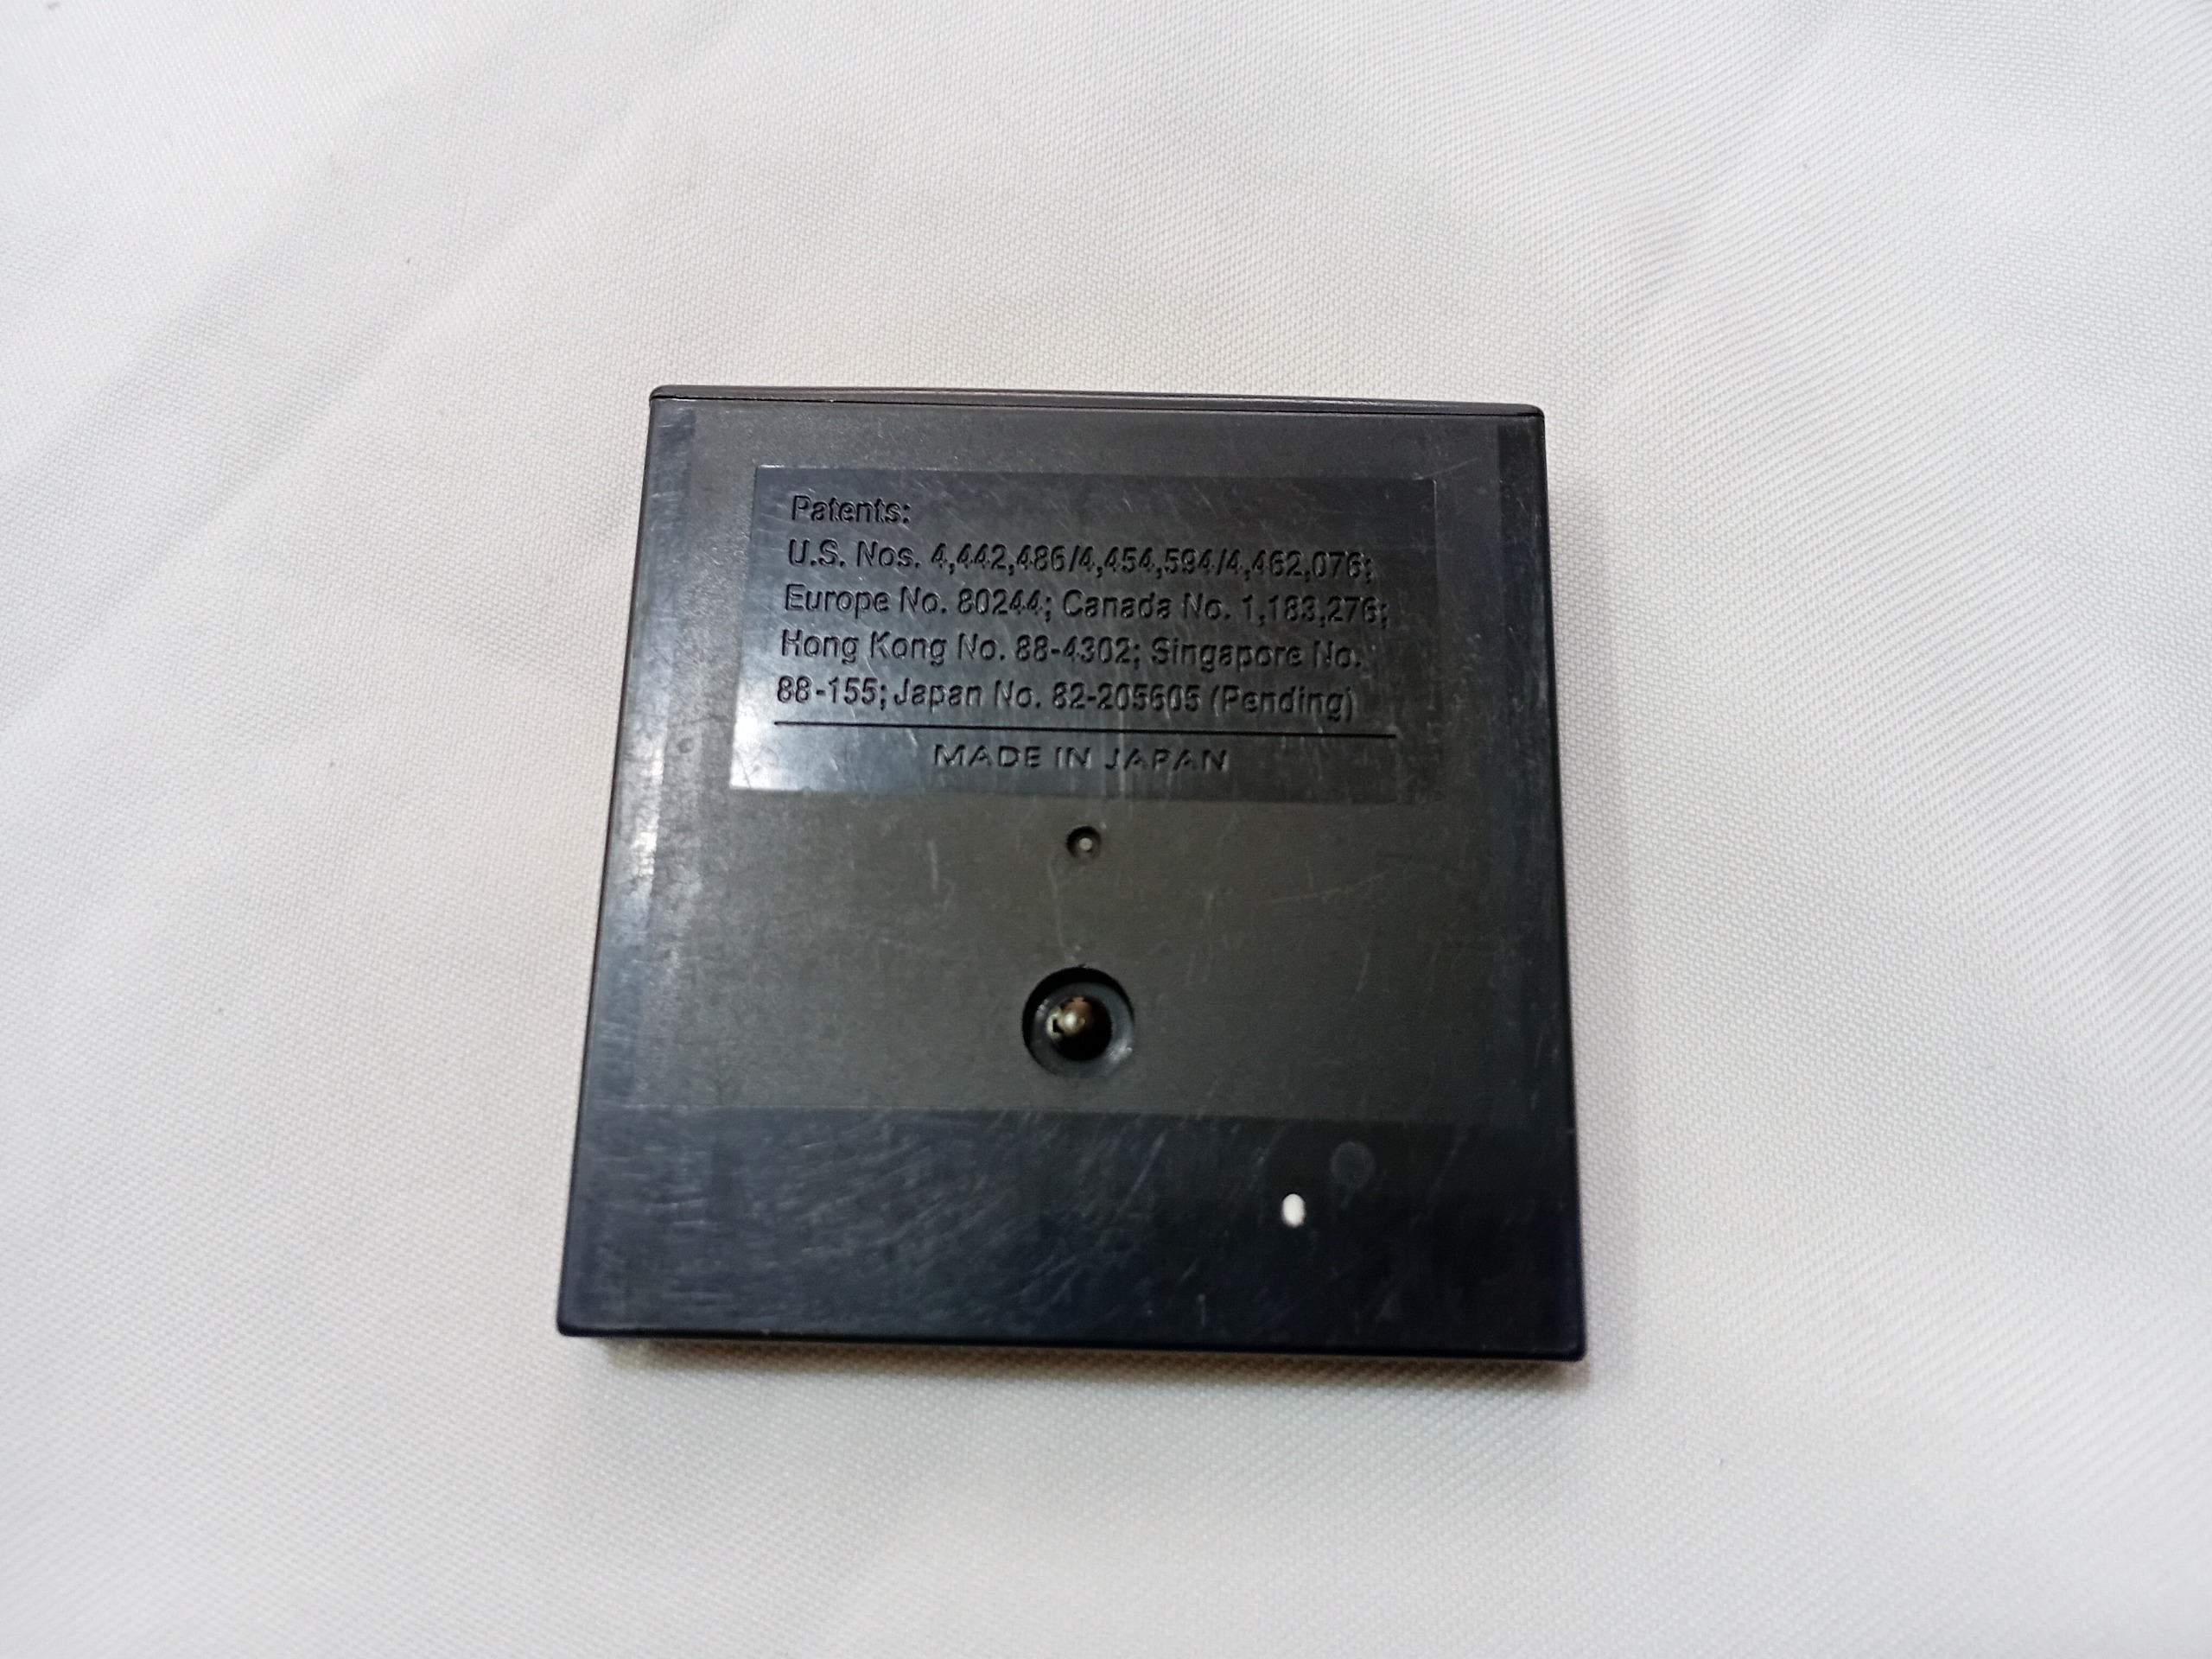 Patents:
U.S. Nos. 4,442,486/4,454,594/4,462,076;
Europe No. 80244; Canada No. 1,183,276;
Hong Kong No. 88-4302; Singapore No.
88-155; Japan No. 82-205605 (Pending)
MADE IN JAPAN